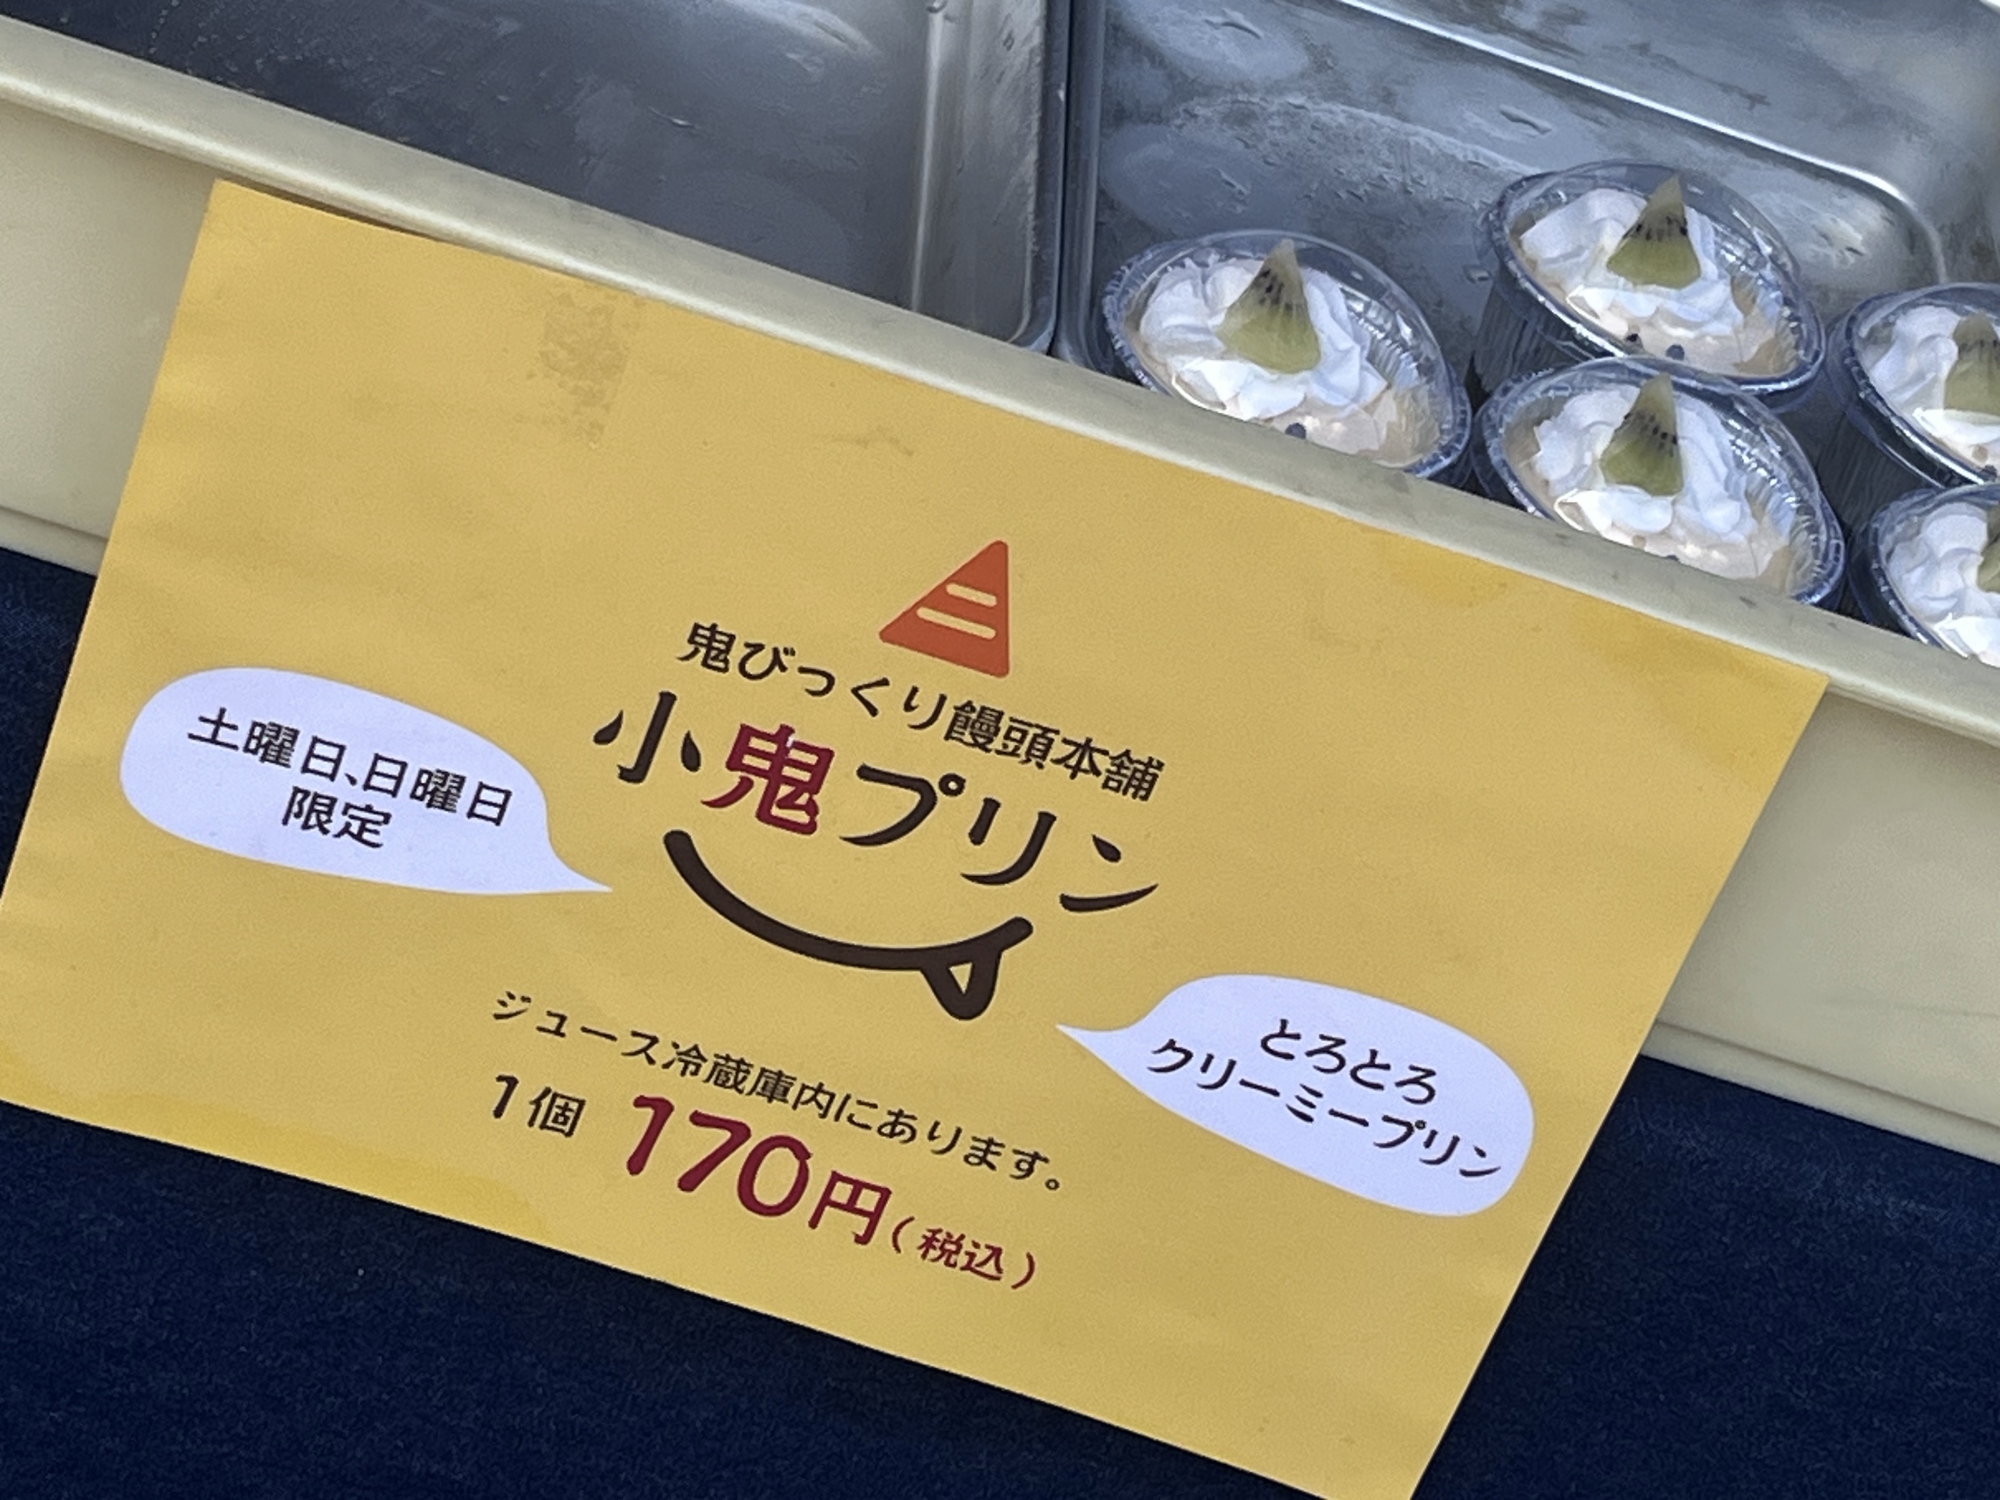 鬼びっくり饅頭本舗
小鬼プリン
土曜日、日曜日
限定
とろとろ
クリーミープリン
ジュース冷蔵庫内にあります。
1個 170円(税込)